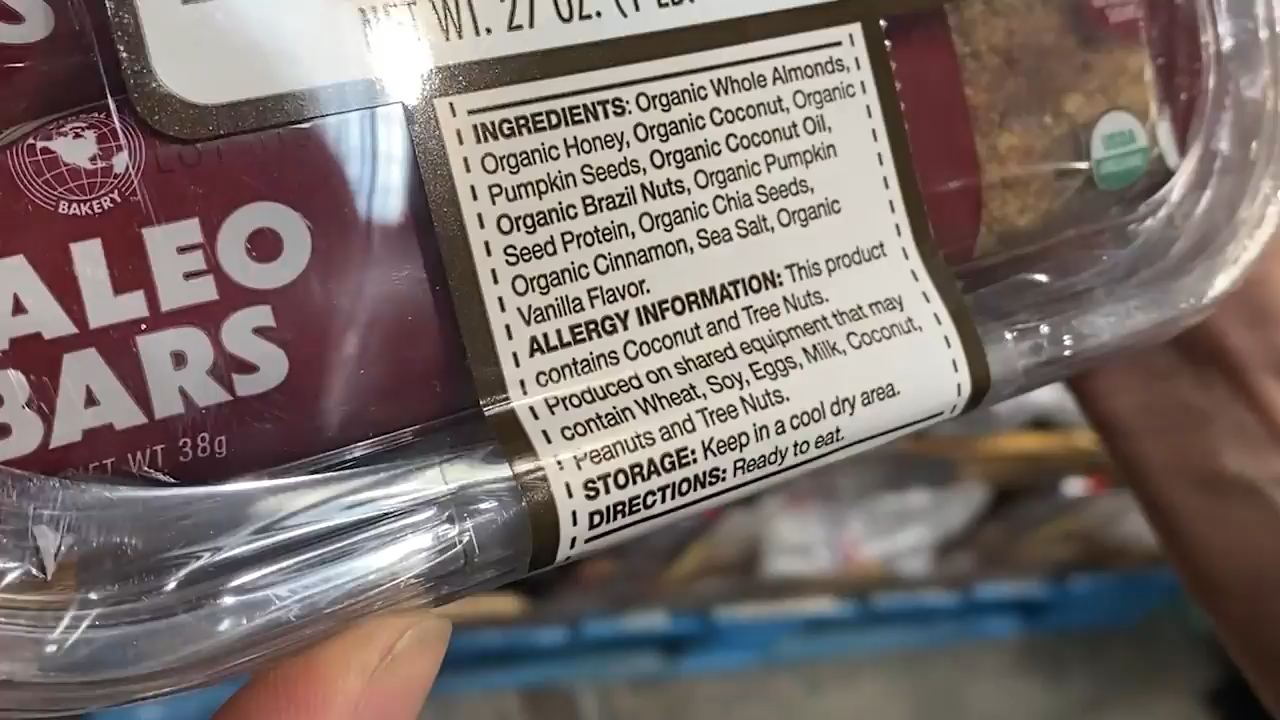 NET WT. 27 OZ. (1 LB.
BAKERY
ALEO
BARS
NET WT 38g
INGREDIENTS: Organic Whole Almonds,
Organic Honey, Organic Coconut, Organic
Pumpkin Seeds, Organic Coconut Oil,
Organic Brazil Nuts, Organic Pumpkin
Seed Protein, Organic Chia Seeds,
Organic Cinnamon, Sea Salt, Organic
Vanilla Flavor.
ALLERGY INFORMATION: This product
contains Coconut and Tree Nuts.
Produced on shared equipment that may
contain Wheat, Soy, Eggs, Milk, Coconut,
Peanuts and Tree Nuts.
STORAGE: Keep in a cool dry area.
DIRECTIONS: Ready to eat.
USDA